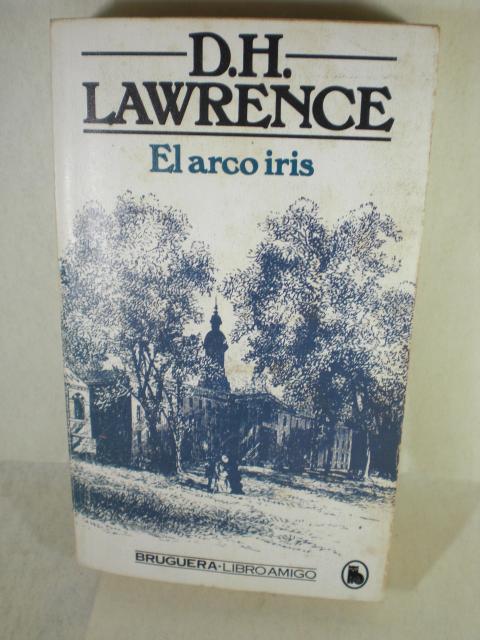 D.H.
LAWRENCE
El arco iris
BRUGUERA·LIBRO AMIGO